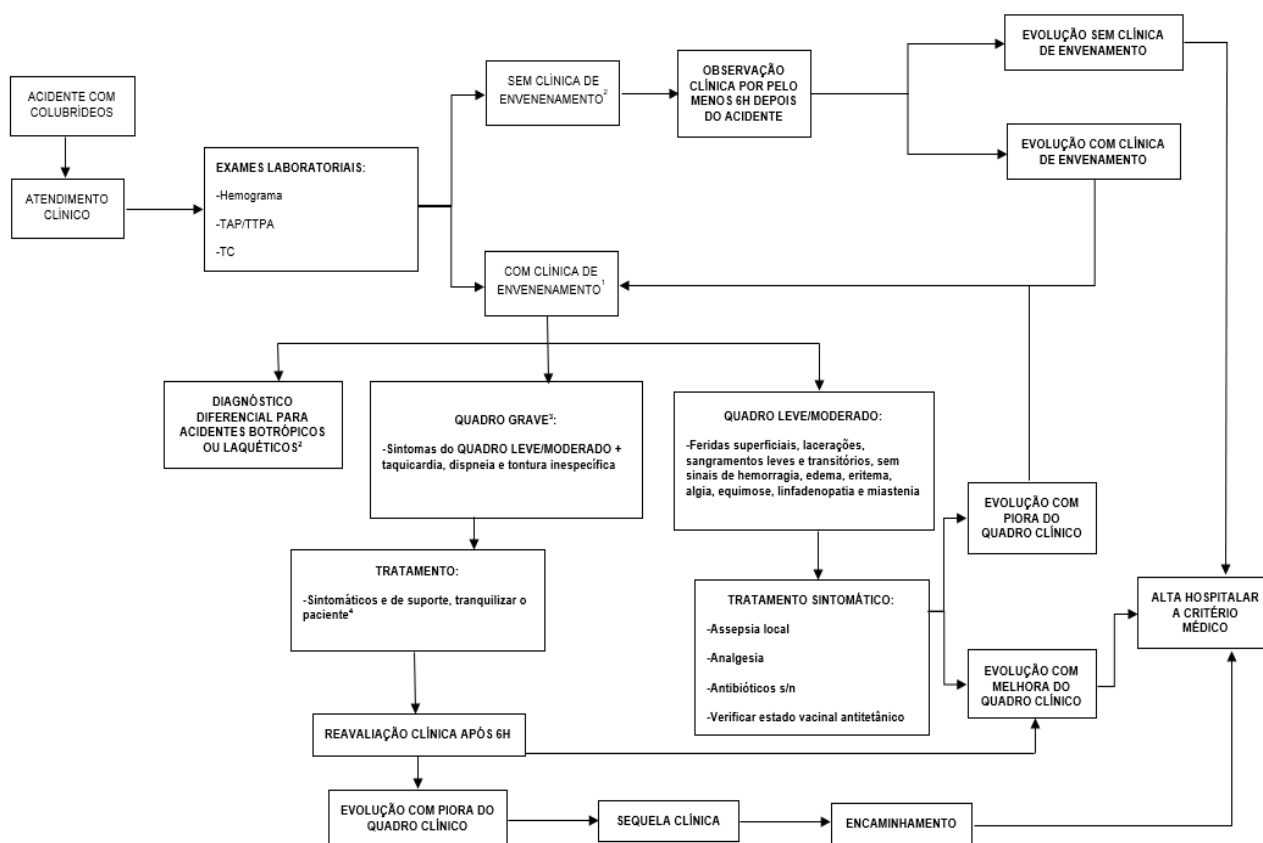 ACIDENTE COM
COLUBRÍDEOS
ATENDIMENTO
CLÍNICO
EXAMES LABORATORIAIS:
-Hemograma
-TAP/TTPA
-TC
SEM CLÍNICA DE
ENVENENAMENTO²
OBSERVAÇÃO
CLÍNICA POR PELO
MENOS 6H DEPOIS
DO ACIDENTE
EVOLUÇÃO SEM CLÍNICA
DE ENVENAMENTO
EVOLUÇÃO COM CLÍNICA
DE ENVENAMENTO
COM CLÍNICA DE
ENVENENAMENTO¹
DIAGNÓSTICO
DIFERENCIAL PARA
ACIDENTES BOTRÓPICOS
OU LAQUÉTICOS²
QUADRO GRAVE³:
-Sintomas do QUADRO LEVE/MODERADO +
taquicardia, dispneia e tontura inespecífica
QUADRO LEVE/MODERADO:
-Feridas superficiais, lacerações,
sangramentos leves e transitórios, sem
sinais de hemorragia, edema, eritema,
algia, equimose, linfadenopatia e miastenia
EVOLUÇÃO COM
PIORA DO
QUADRO CLÍNICO
TRATAMENTO:
-Sintomáticos e de suporte, tranquilizar o
paciente⁴
TRATAMENTO SINTOMÁTICO:
-Assepsia local
-Analgesia
-Antibióticos s/n
-Verificar estado vacinal antitetânico
EVOLUÇÃO COM
MELHORA DO
QUADRO CLÍNICO
ALTA HOSPITALAR
A CRITÉRIO
MÉDICO
REAVALIAÇÃO CLÍNICA APÓS 6H
EVOLUÇÃO COM PIORA DO
QUADRO CLÍNICO
SEQUELA CLÍNICA
ENCAMINHAMENTO